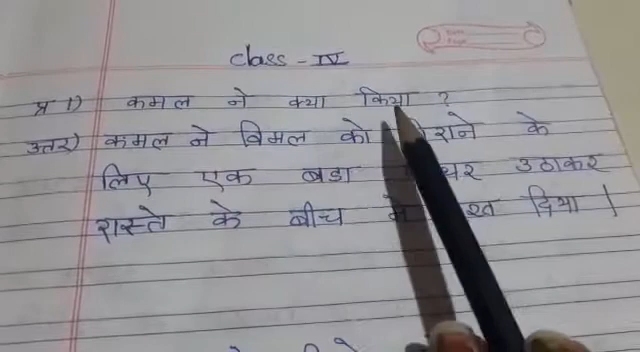 Class - IV
प्र 1) कमल ने क्या किया ?
उत्तर) कमल ने विमल को के
लिए एक बडा उठाकर
रास्ते के बीच दिया ।